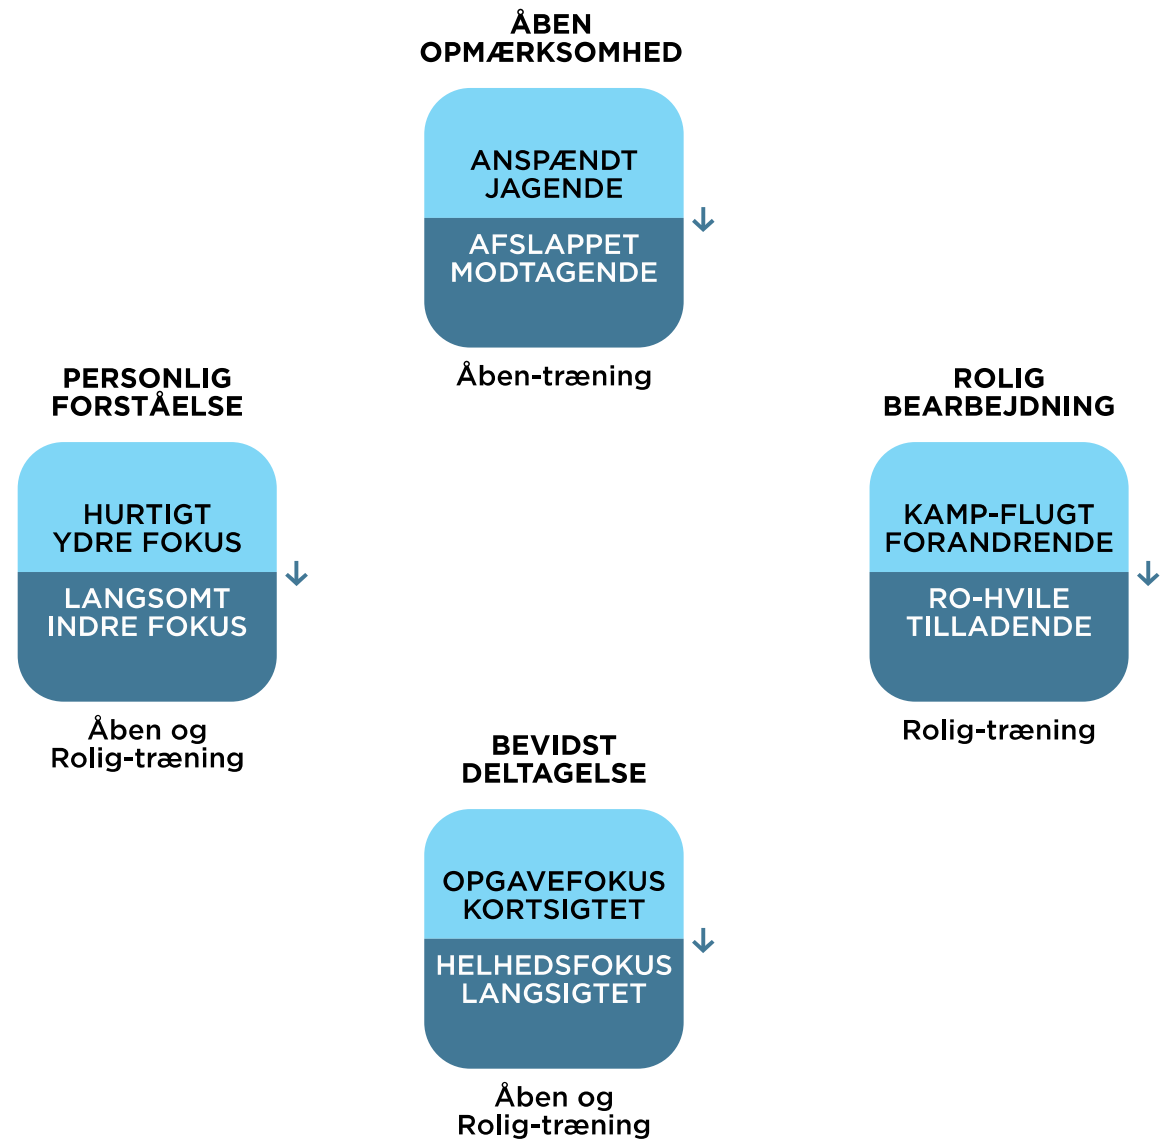 ÅBEN
OPMÆRKSOMHED
ANSPÆNDT
JAGENDE
AFSLAPPET
MODTAGENDE
Åben-træning
PERSONLIG
FORSTÅELSE
HURTIGT
YDRE FOKUS
LANGSOMT
INDRE FOKUS
Åben og
Rolig-træning
ROLIG
BEARBEJDNING
KAMP-FLUGT
FORANDRENDE
RO-HVILE
TILLADENDE
Rolig-træning
BEVIDST
DELTAGELSE
OPGAVEFOKUS
KORTSIGTET
HELHEDSFOKUS
LANGSIGTET
Åben og
Rolig-træning